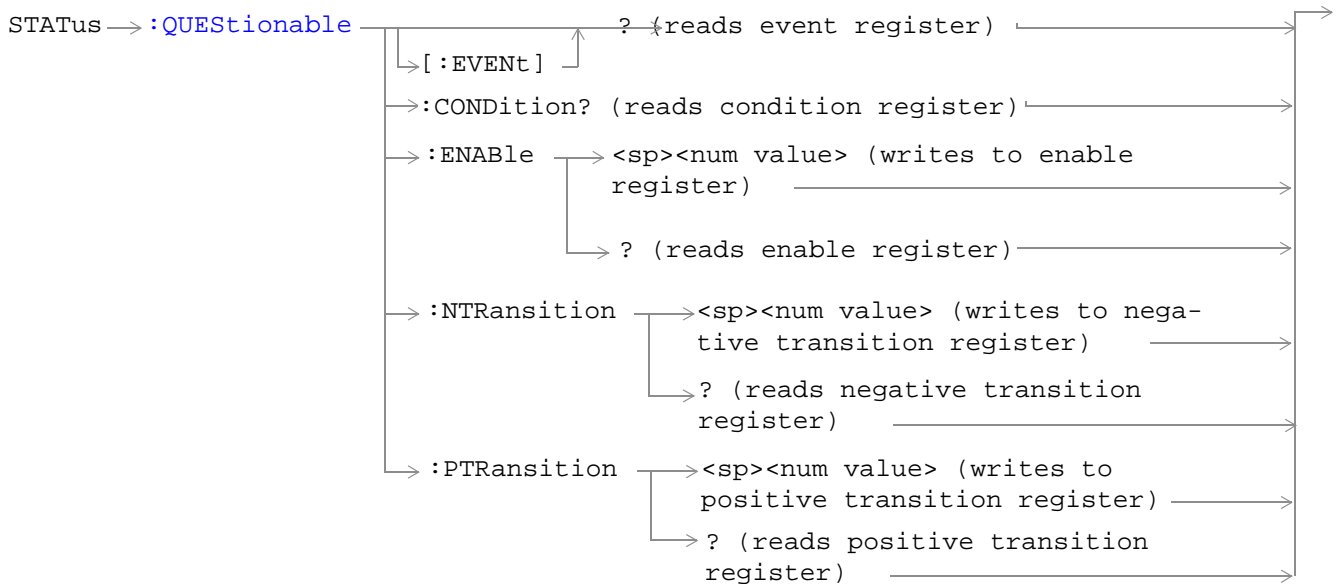 STATus :QUEStionable ? (reads event register)
[:EVENt]
:CONDition? (reads condition register)
:ENABle <sp><num value> (writes to enable
register)
? (reads enable register)
:NTRansition <sp><num value> (writes to nega-
tive transition register)
? (reads negative transition
register)
:PTRansition <sp><num value> (writes to
positive transition register)
? (reads positive transition
register)